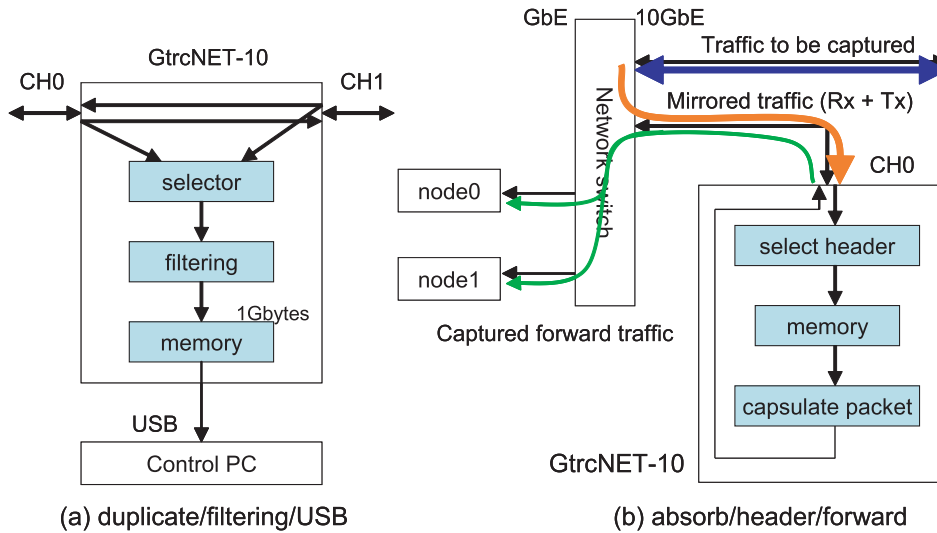 GtrcNET-10
CH0
CH1
selector
filtering
1Gbytes
memory
USB
Control PC
(a) duplicate/filtering/USB
GbE
10GbE
Traffic to be captured
Mirrored traffic (Rx + Tx)
Network switch
CH0
node0
node1
Captured forward traffic
select header
memory
capsulate packet
GtrcNET-10
(b) absorb/header/forward